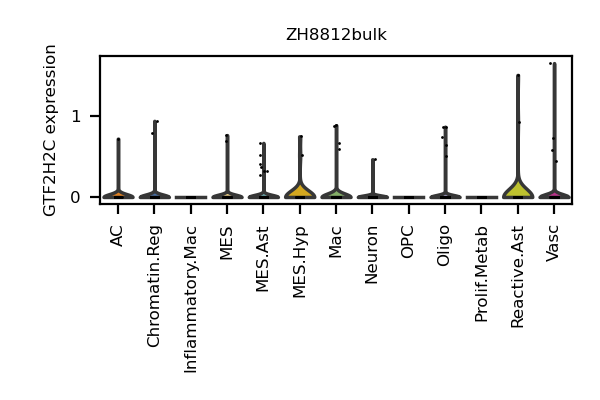 ZH8812bulk
GTF2H2C expression
1
0
AC
Chromatin.Reg
Inflammatory.Mac
MES
MES.Ast
MES.Hyp
Mac
Neuron
OPC
Oligo
Prolif.Metab
Reactive.Ast
Vasc